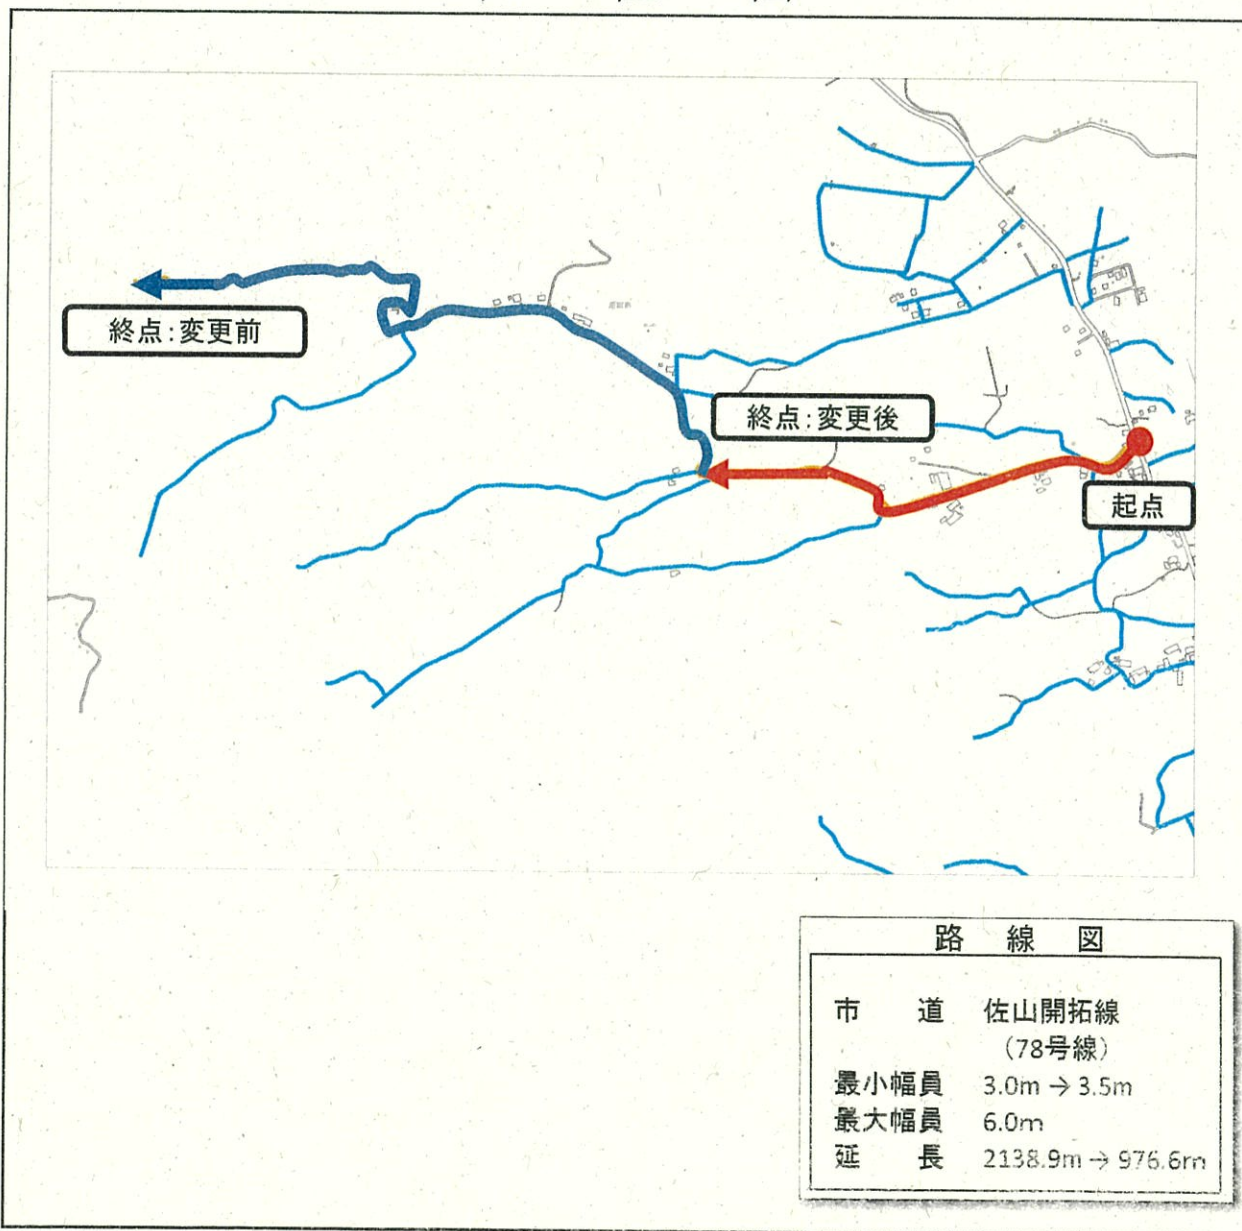 終点:変更前
終点:変更後
起点
路線図
市道 佐山開拓線
(78号線)
最小幅員 3.0m → 3.5m
最大幅員 6.0m
延長 2138.9m → 976.6m